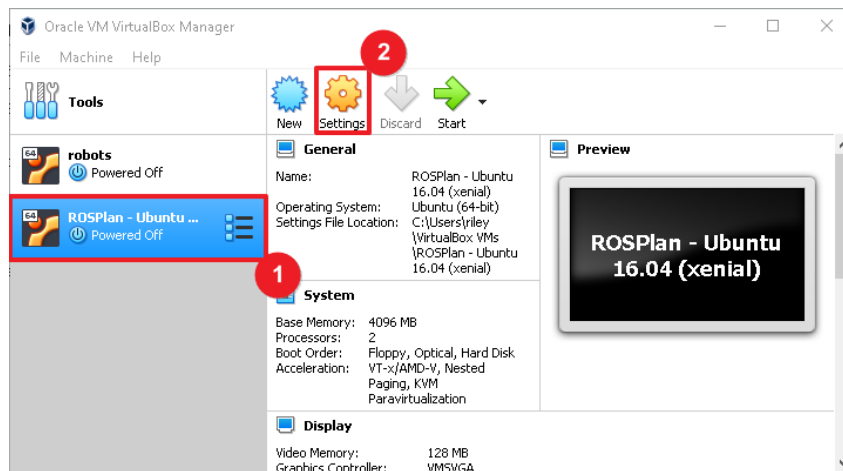 Oracle VM VirtualBox Manager
File Machine Help
2
Tools
New Settings Discard Start
64
robots
Powered Off
64
ROSPlan - Ubuntu ...
Powered Off
1
General
Name: ROSPlan - Ubuntu
16.04 (xenial)
Operating System: Ubuntu (64-bit)
Settings File Location: C:\Users\riley
\VirtualBox VMs
\ROSPlan - Ubuntu
16.04 (xenial)
System
Base Memory: 4096 MB
Processors: 2
Boot Order: Floppy, Optical, Hard Disk
Acceleration: VT-x/AMD-V, Nested
Paging, KVM
Paravirtualization
Display
Video Memory: 128 MB
Graphics Controller: VMSVGA
Preview
ROSPlan - Ubuntu
16.04 (xenial)